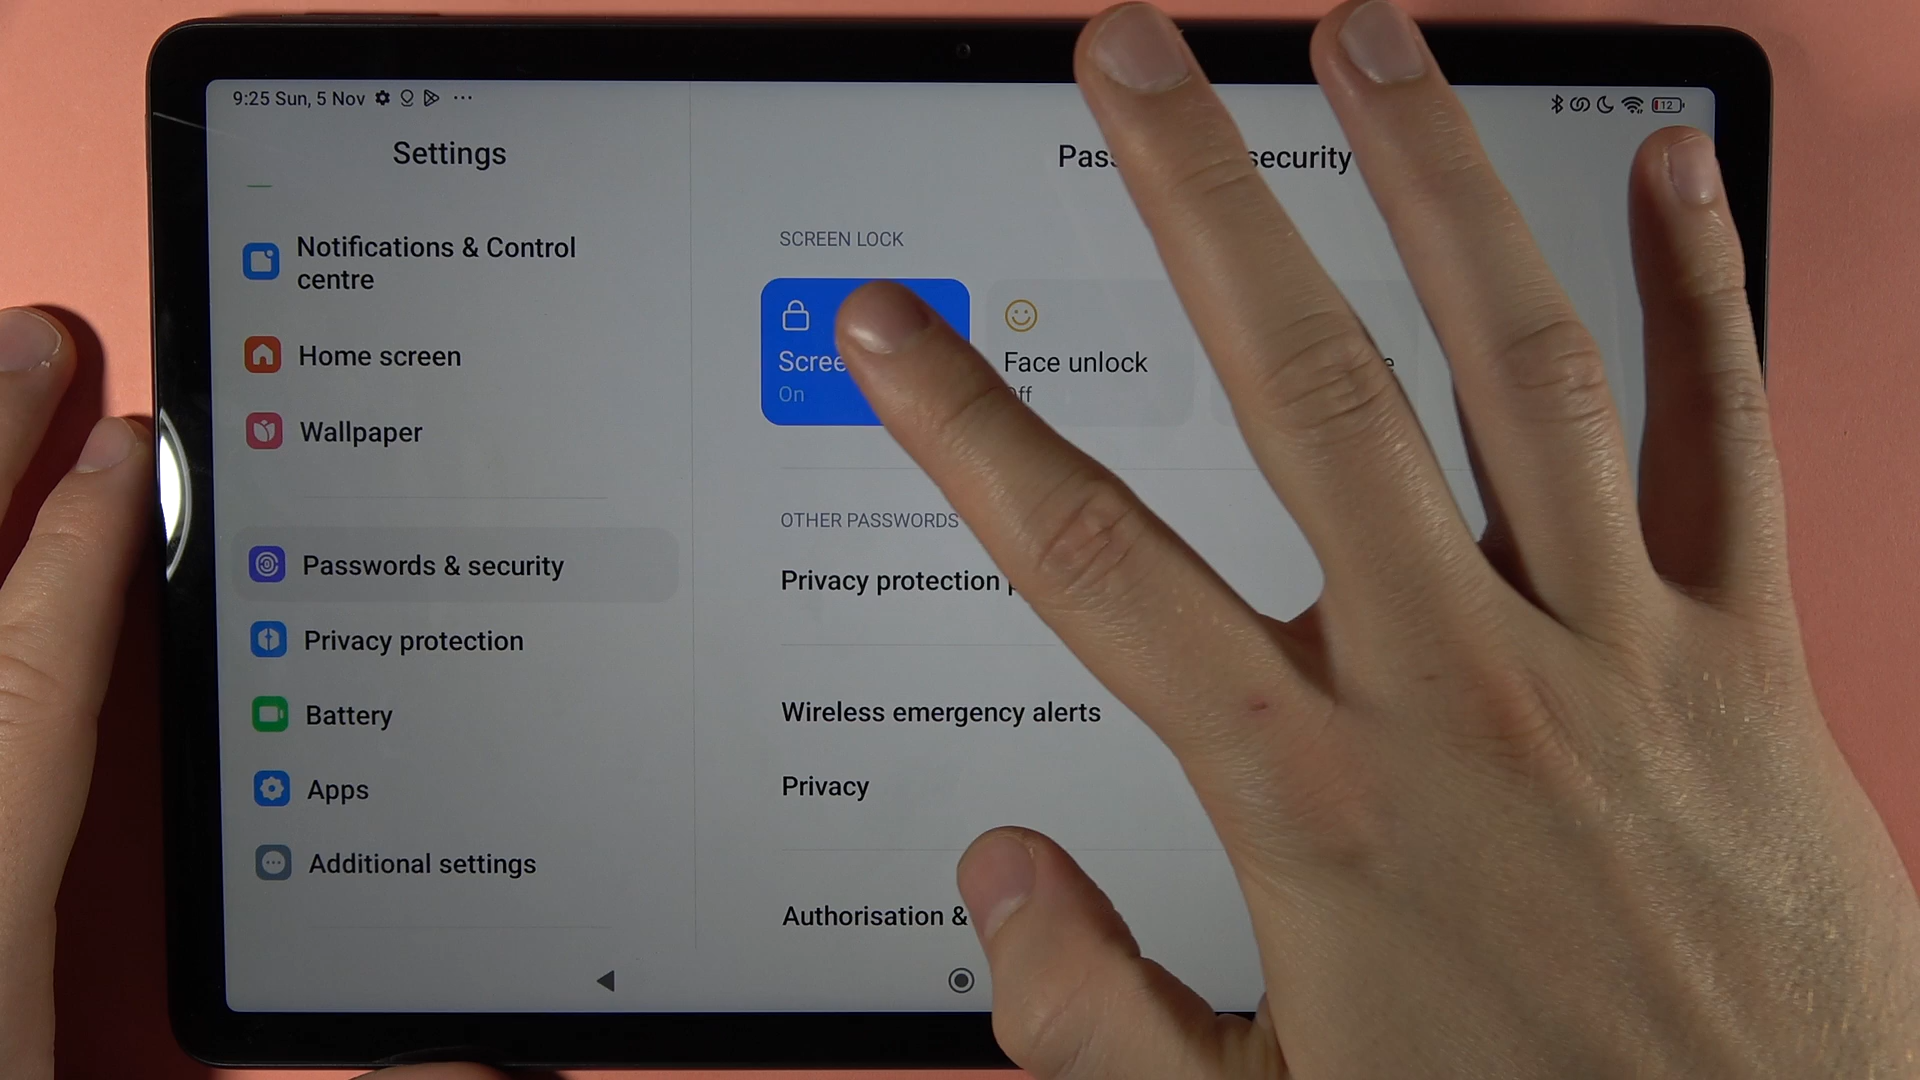 9:25 Sun, 5 Nov
12
Settings
Notifications & Control
centre
Home screen
Wallpaper
Passwords & security
Privacy protection
Battery
Apps
Additional settings
Pas security
SCREEN LOCK
Scree
On
Face unlock
ff
OTHER PASSWORDS
Privacy protection
Wireless emergency alerts
Privacy
Authorisation &